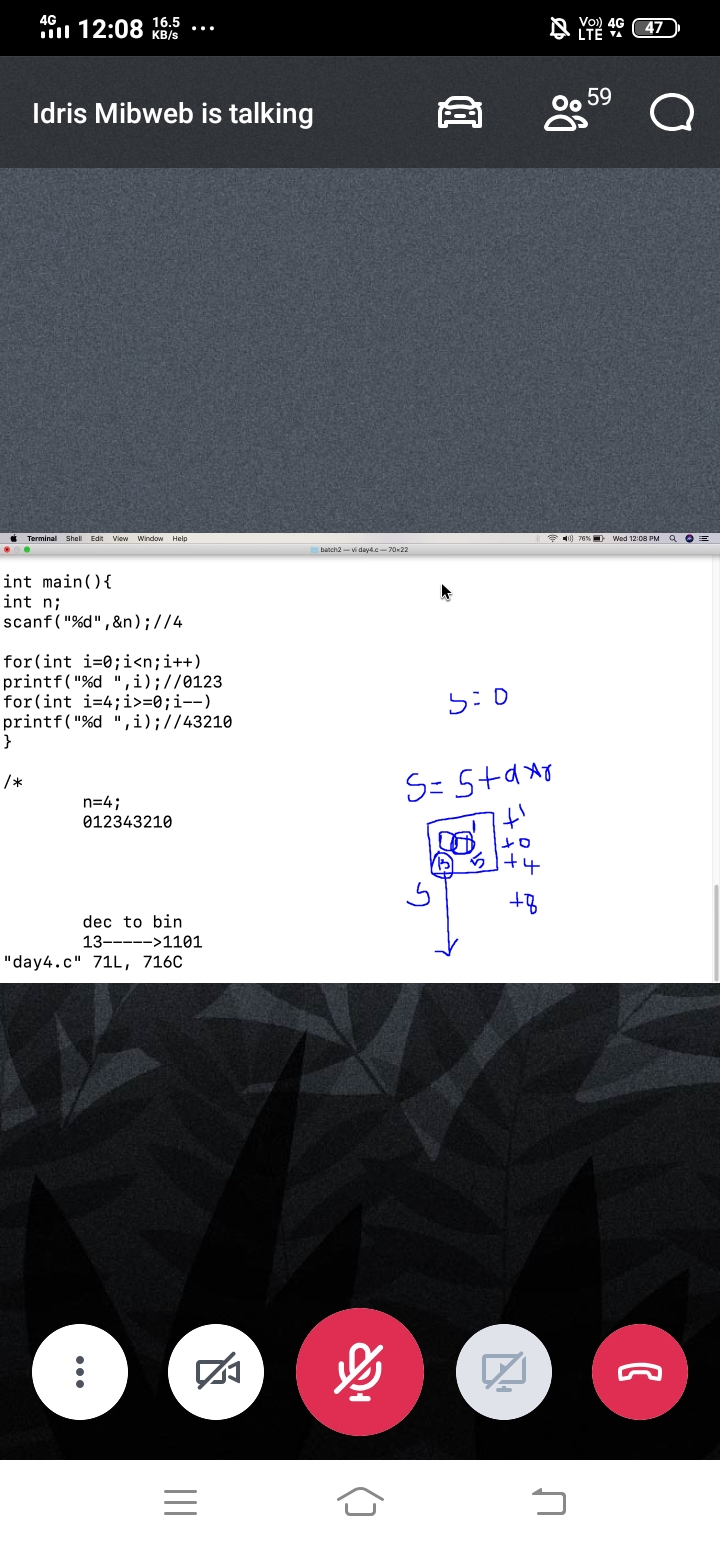 4G 12:08 16.5 KB/s ... VoLTE 4G 47
Idris Mibweb is talking 59
Terminal Shell Edit View Window Help 76% Wed 12:08 PM
batch2 — vi day4.c — 70×22
int main(){
int n;
scanf("%d",&n);//4
for(int i=0;i<n;i++)
printf("%d ",i);//0123
for(int i=4;i>=0;i--)
printf("%d ",i);//43210
}
/*
n=4;
012343210
dec to bin
13----->1101
"day4.c" 71L, 716C
S=0
S=S+d*
+1
+0
+4
+8
S